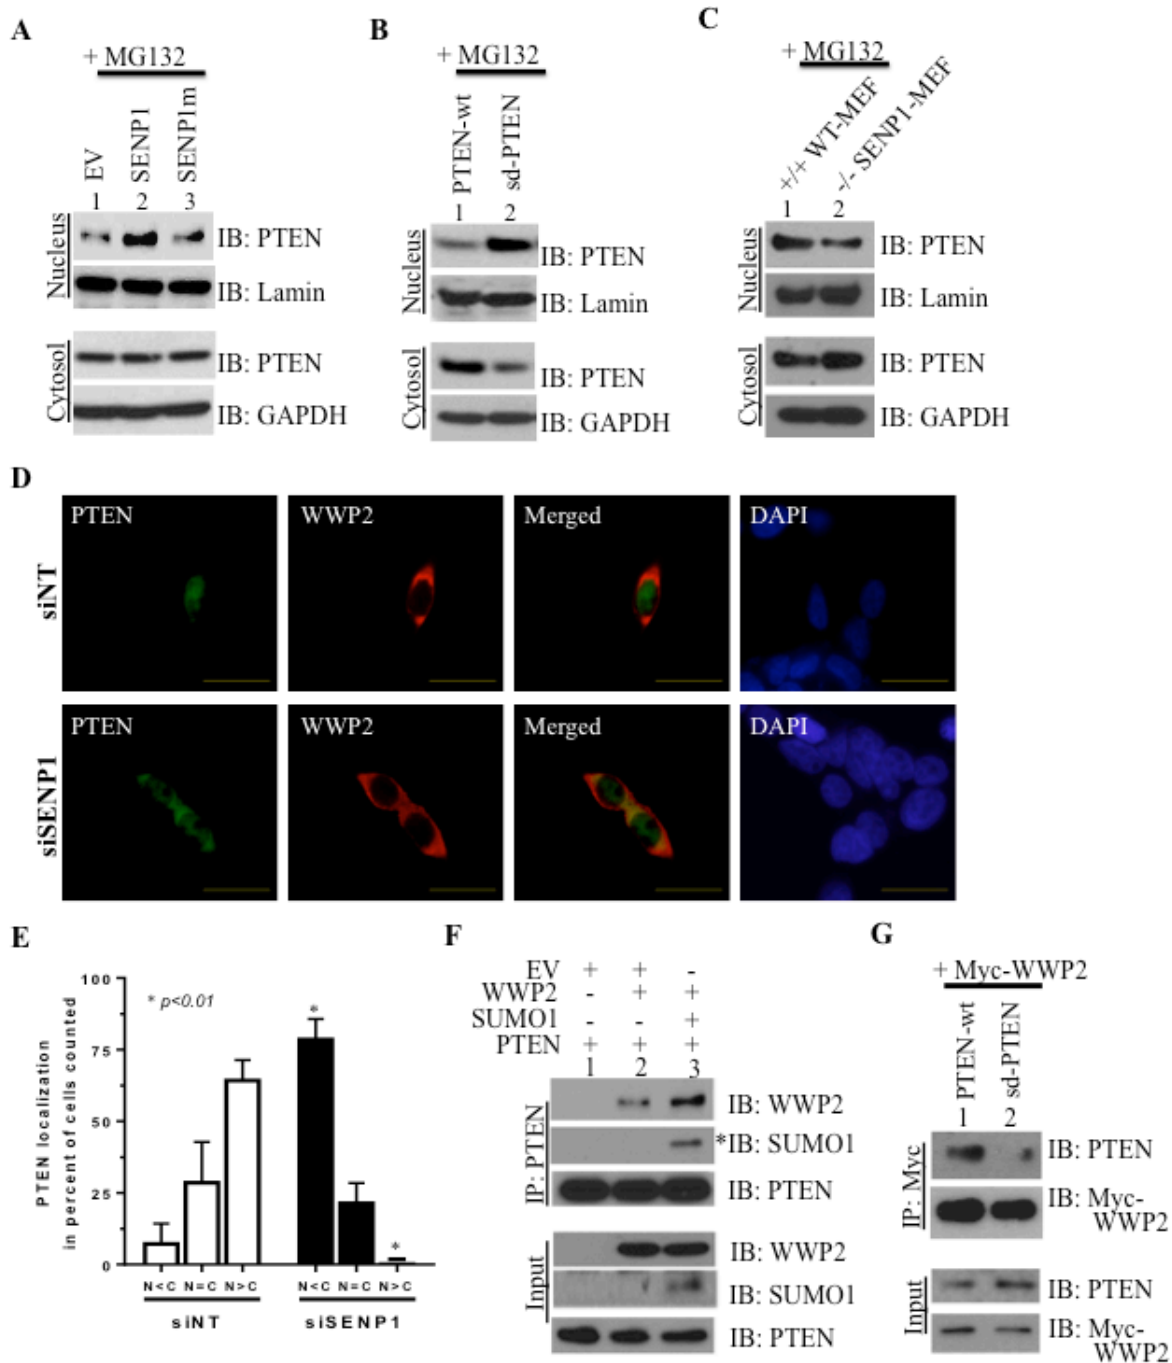 A
+ MG132
EV
SENP1
SENP1m
1 2 3
Nucleus
IB: PTEN
IB: Lamin
Cytosol
IB: PTEN
IB: GAPDH
B
+ MG132
PTEN-wt
sd-PTEN
1 2
Nucleus
IB: PTEN
IB: Lamin
Cytosol
IB: PTEN
IB: GAPDH
C
+ MG132
+/+ WT-MEF
-/- SENP1-MEF
1 2
Nucleus
IB: PTEN
IB: Lamin
Cytosol
IB: PTEN
IB: GAPDH
D
siNT
PTEN WWP2 Merged DAPI
siSENP1
PTEN WWP2 Merged DAPI
E
PTEN localization
in percent of cells counted
100
75
50
25
0
* p<0.01
*
*
N<C N=C N>C N<C N=C N>C
siNT siSENP1
F
EV + + -
WWP2 - + +
SUMO1 - - +
PTEN + + +
1 2 3
IP: PTEN
IB: WWP2
*IB: SUMO1
IB: PTEN
Input
IB: WWP2
IB: SUMO1
IB: PTEN
G
+ Myc-WWP2
PTEN-wt
sd-PTEN
1 2
IP: Myc
IB: PTEN
IB: Myc-
WWP2
Input
IB: PTEN
IB: Myc-
WWP2